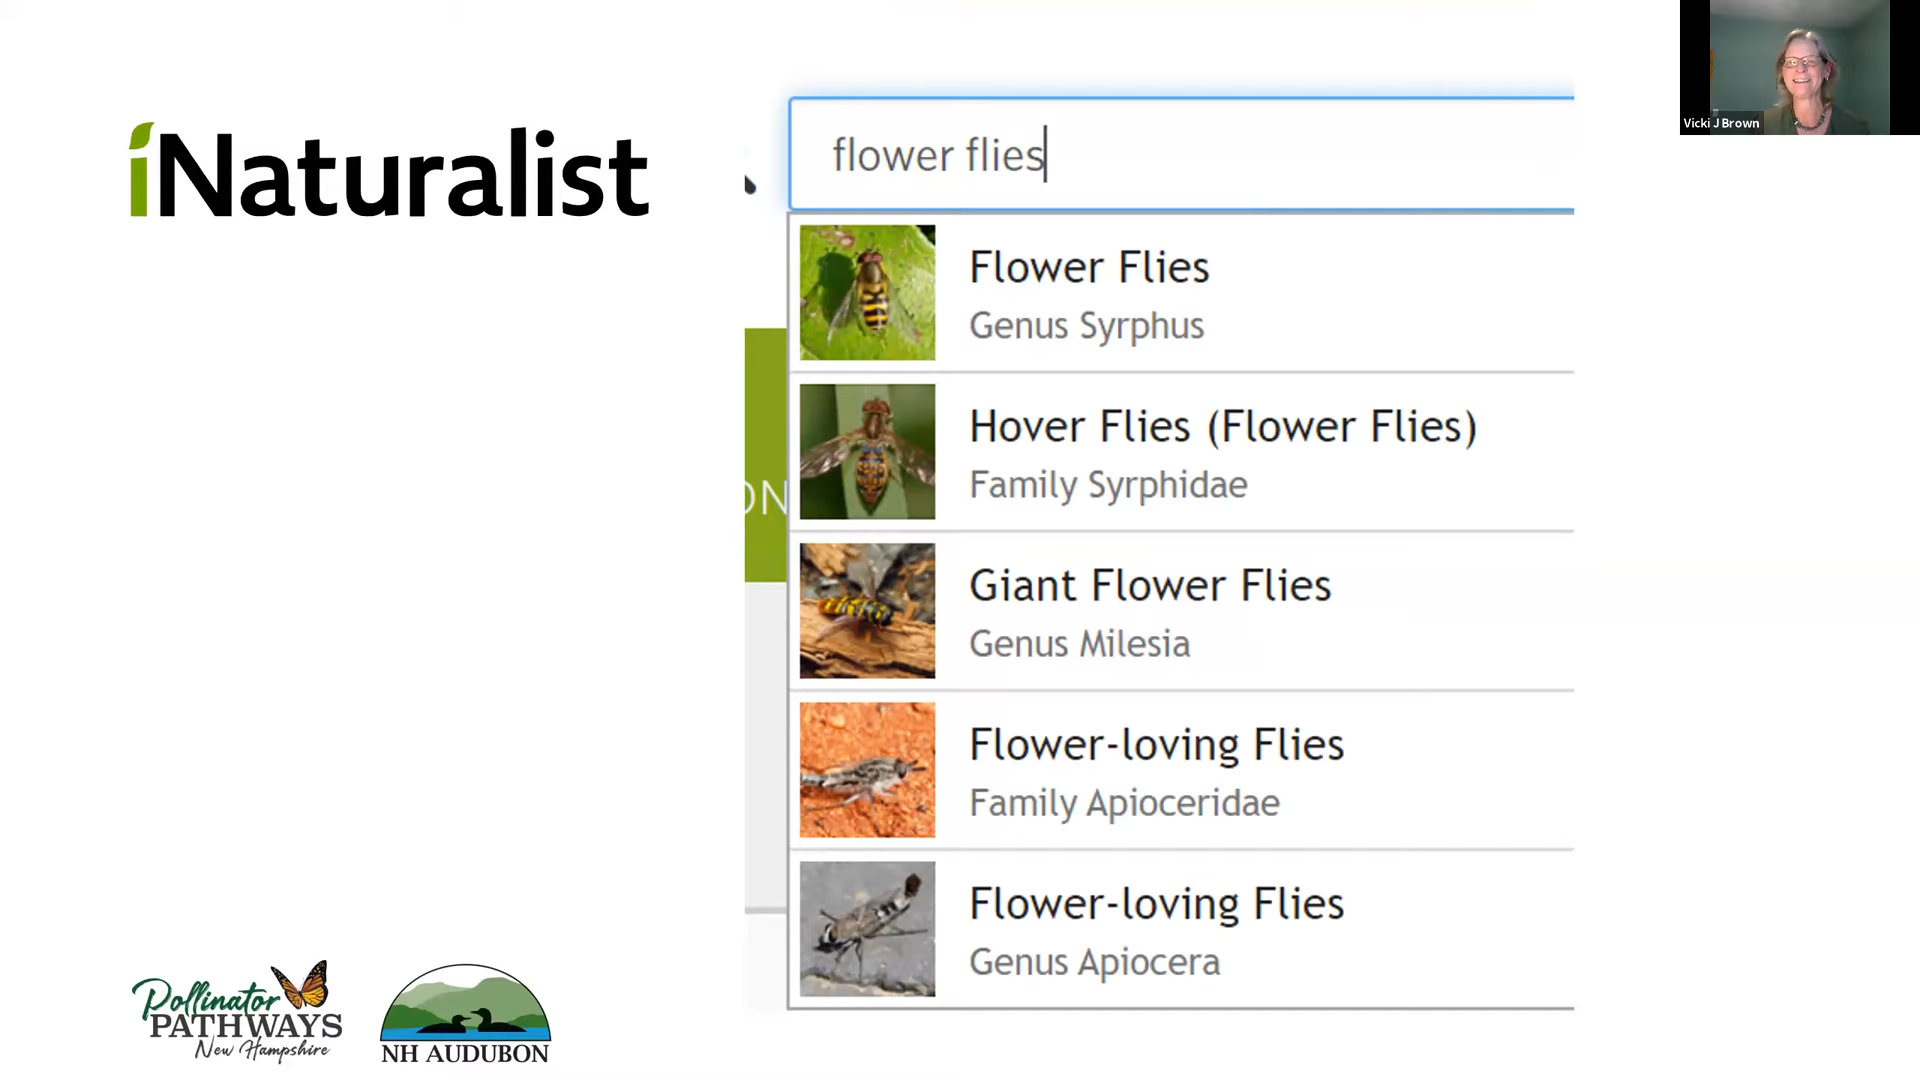 iNaturalist
flower flies
Flower Flies
Genus Syrphus
Hover Flies (Flower Flies)
Family Syrphidae
Giant Flower Flies
Genus Milesia
Flower-loving Flies
Family Apioceridae
Flower-loving Flies
Genus Apiocera
ON
Pollinator
PATHWAYS
New Hampshire
NH AUDUBON
Vicki J Brown